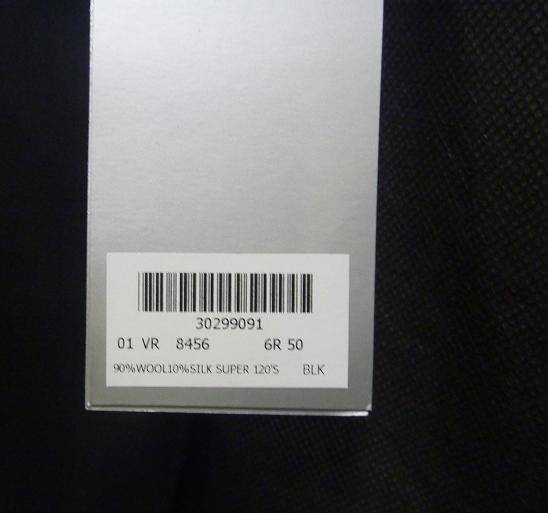 30299091
01 VR 8456 6R 50
90%WOOL10%SILK SUPER 120'S BLK